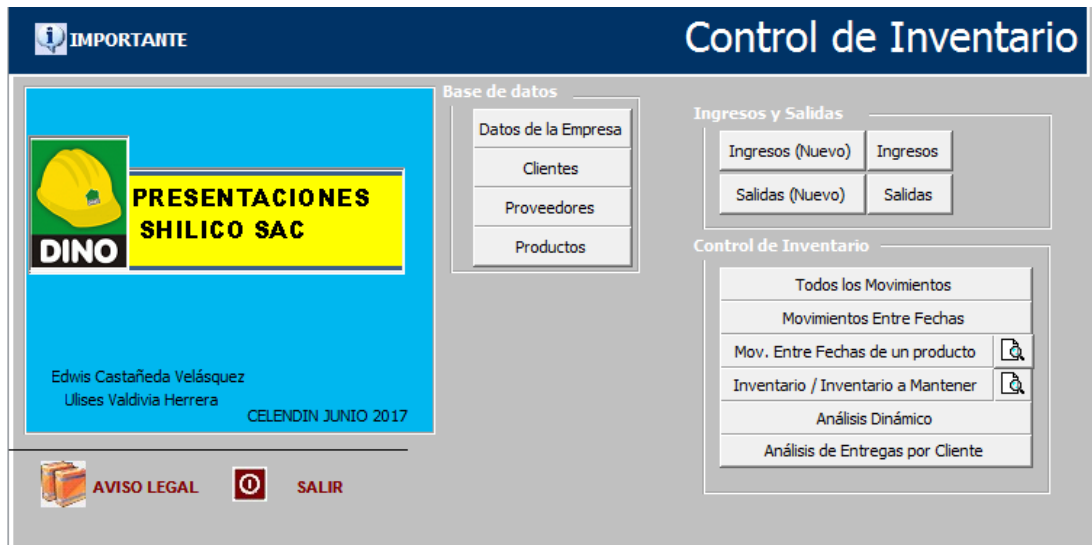 IMPORTANTE
Control de Inventario
DINO
PRESENTACIONES
SHILICO SAC
Edwis Castañeda Velásquez
Ulises Valdivia Herrera
CELENDIN JUNIO 2017
AVISO LEGAL
SALIR
Base de datos
Datos de la Empresa
Clientes
Proveedores
Productos
Ingresos y Salidas
Ingresos (Nuevo) Ingresos
Salidas (Nuevo) Salidas
Control de Inventario
Todos los Movimientos
Movimientos Entre Fechas
Mov. Entre Fechas de un producto
Inventario / Inventario a Mantener
Análisis Dinámico
Análisis de Entregas por Cliente